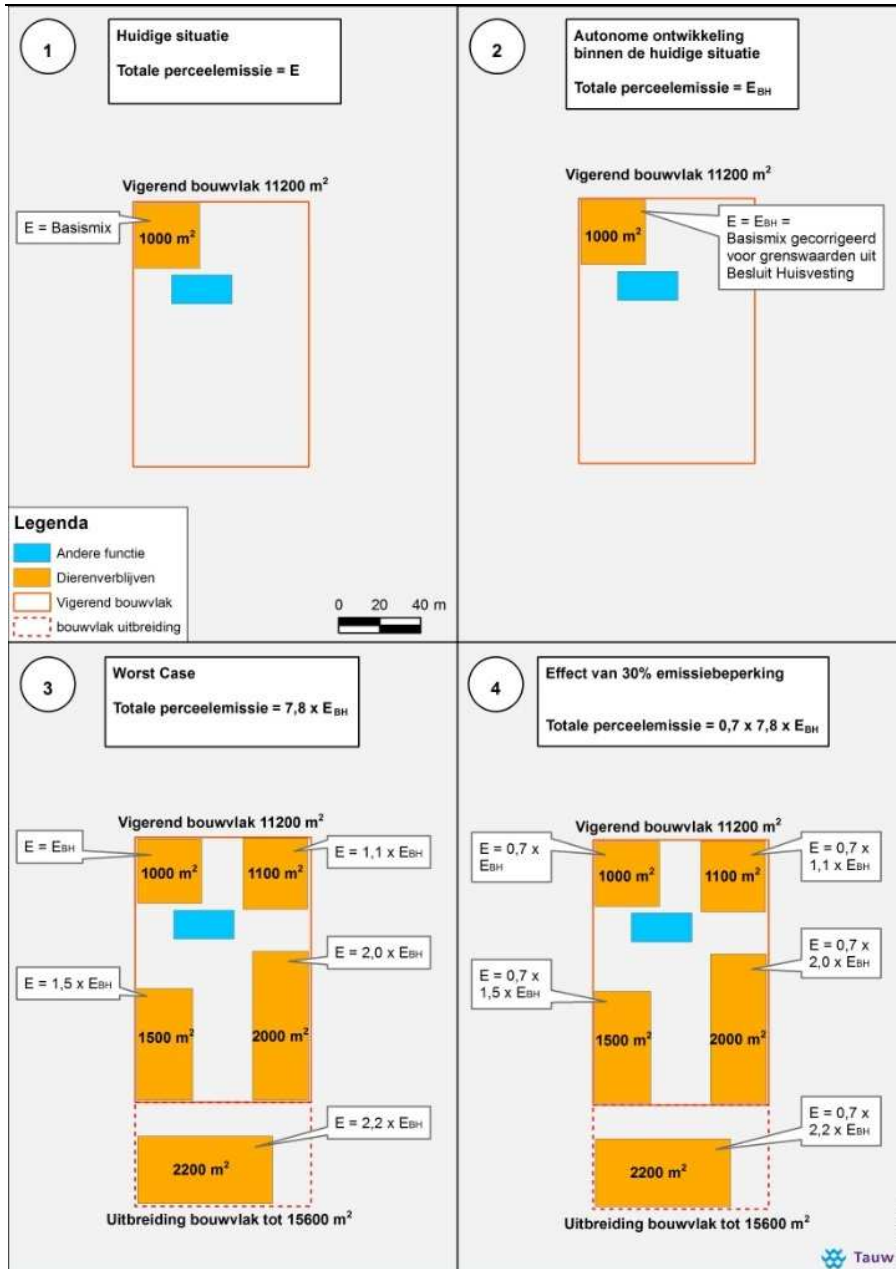 1
Huidige situatie
Totale perceelemissie = E
Vigerend bouwvlak 11200 m²
E = Basismix
1000 m²
Legenda
Andere functie
Dierenverblijven
Vigerend bouwvlak
bouwvlak uitbreiding
0 20 40 m
2
Autonome ontwikkeling
binnen de huidige situatie
Totale perceelemissie = EBH
Vigerend bouwvlak 11200 m²
1000 m²
E = EBH =
Basismix gecorrigeerd
voor grenswaarden uit
Besluit Huisvesting
3
Worst Case
Totale perceelemissie = 7,8 x EBH
Vigerend bouwvlak 11200 m²
E = EBH
1000 m²
1100 m²
E = 1,1 x EBH
E = 2,0 x EBH
E = 1,5 x EBH
1500 m²
2000 m²
E = 2,2 x EBH
2200 m²
Uitbreiding bouwvlak tot 15600 m²
4
Effect van 30% emissiebeperking
Totale perceelemissie = 0,7 x 7,8 x EBH
Vigerend bouwvlak 11200 m²
E = 0,7 x
EBH
1000 m²
1100 m²
E = 0,7 x
1,1 x EBH
E = 0,7 x
2,0 x EBH
E = 0,7 x
1,5 x EBH
1500 m²
2000 m²
E = 0,7 x
2,2 x EBH
2200 m²
Uitbreiding bouwvlak tot 15600 m²
Tauw